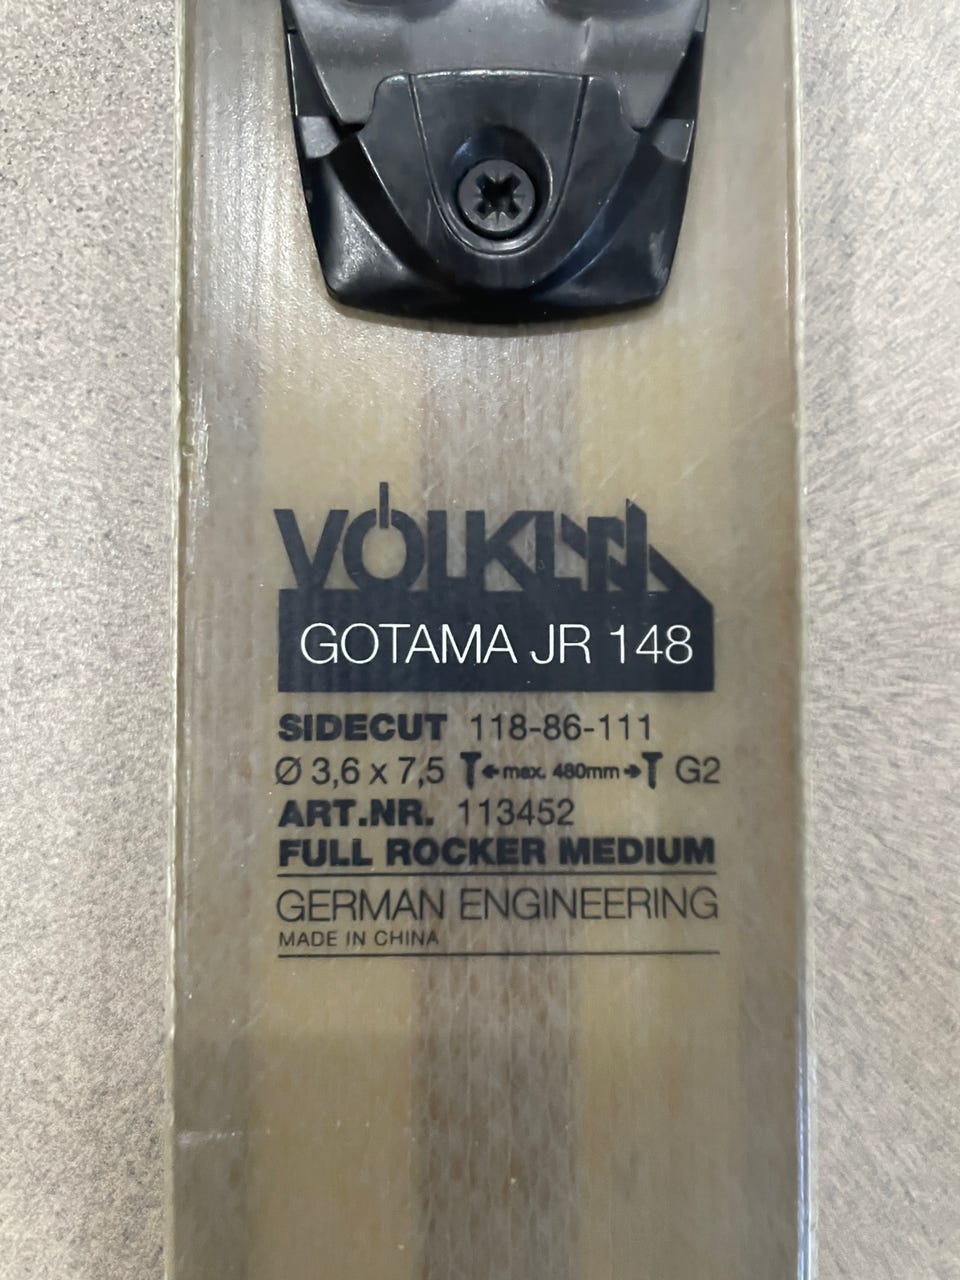 VÖLKL
GOTAMA JR 148
SIDECUT 118-86-111
Ø 3,6 x 7,5 max. 480mm G2
ART.NR. 113452
FULL ROCKER MEDIUM
GERMAN ENGINEERING
MADE IN CHINA